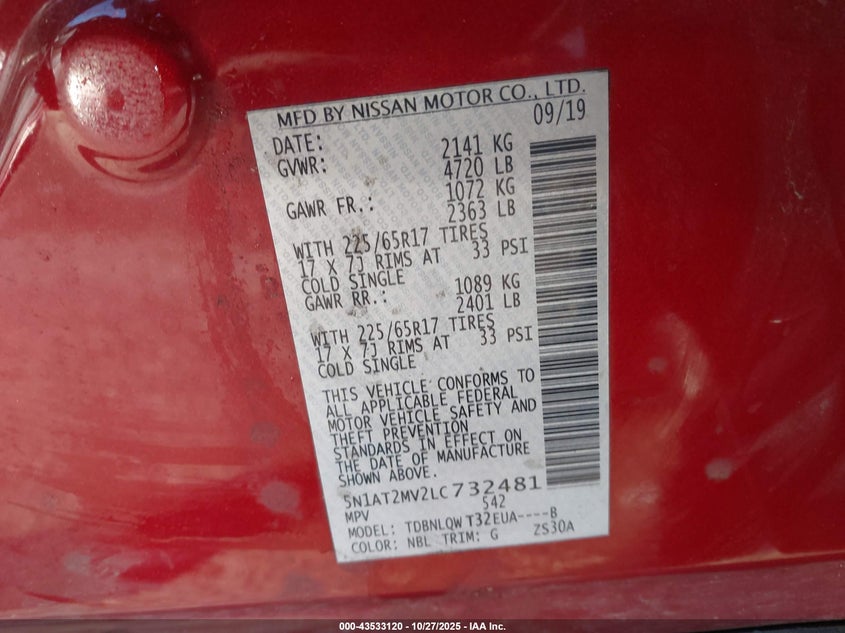 MFD BY NISSAN MOTOR CO., LTD.
DATE: 09/19
GVWR: 2141 KG
4720 LB
GAWR FR.: 1072 KG
2363 LB
WITH 225/65R17 TIRES
17 X 7J RIMS AT 33 PSI
COLD SINGLE
GAWR RR.: 1089 KG
2401 LB
WITH 225/65R17 TIRES
17 X 7J RIMS AT 33 PSI
COLD SINGLE
THIS VEHICLE CONFORMS TO
ALL APPLICABLE FEDERAL
MOTOR VEHICLE SAFETY AND
THEFT PREVENTION
STANDARDS IN EFFECT ON
THE DATE OF MANUFACTURE
SHOWN ABOVE.
5N1AT2MV2LC732481
MPV 542
MODEL: TDBNLQW T32EUA----B
COLOR: NBL TRIM: G ZS30A
000-43533120 - 10/27/2025 - IAA Inc.